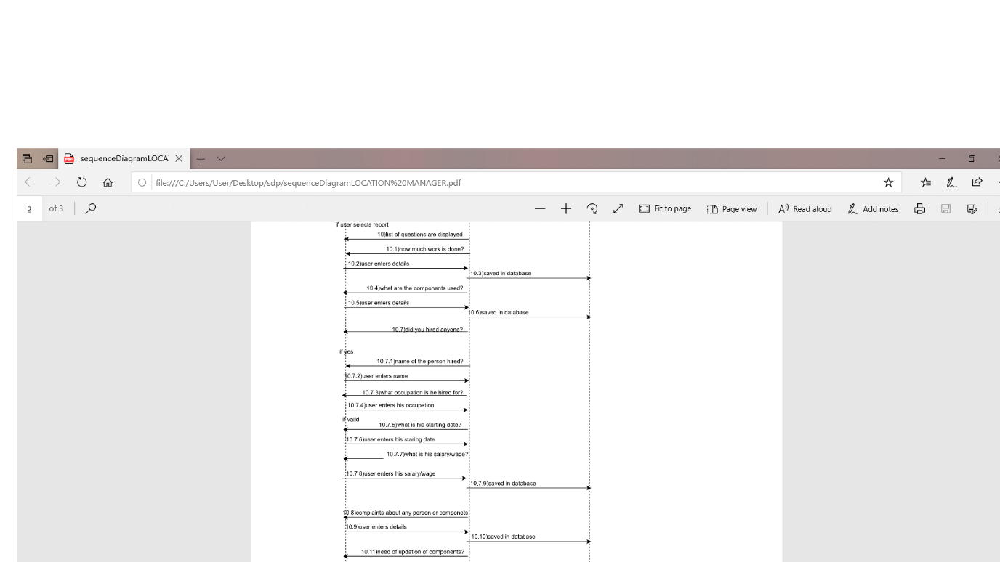 sequenceDiagramLOCA
file:///C:/Users/User/Desktop/sdp/sequenceDiagramLOCATION%20MANAGER.pdf
2 of 3 Fit to page Page view Read aloud Add notes
if user selects report
10)list of questions are displayed
10.1)how much work is done?
10.2)user enters details
10.3)saved in database
10.4)what are the components used?
10.5)user enters details
10.6)saved in database
10.7)did you hired anyone?
if yes
10.7.1)name of the person hired?
10.7.2)user enters name
10.7.3)what occupation is he hired for?
10.7.4)user enters his occupation
if valid
10.7.5)what is his starting date?
10.7.6)user enters his staring date
10.7.7)what is his salary/wage?
10.7.8)user enters his salary/wage
10.7.9)saved in database
10.8)complaints about any person or componets
10.9)user enters details
10.10)saved in database
10.11)need of updation of components?